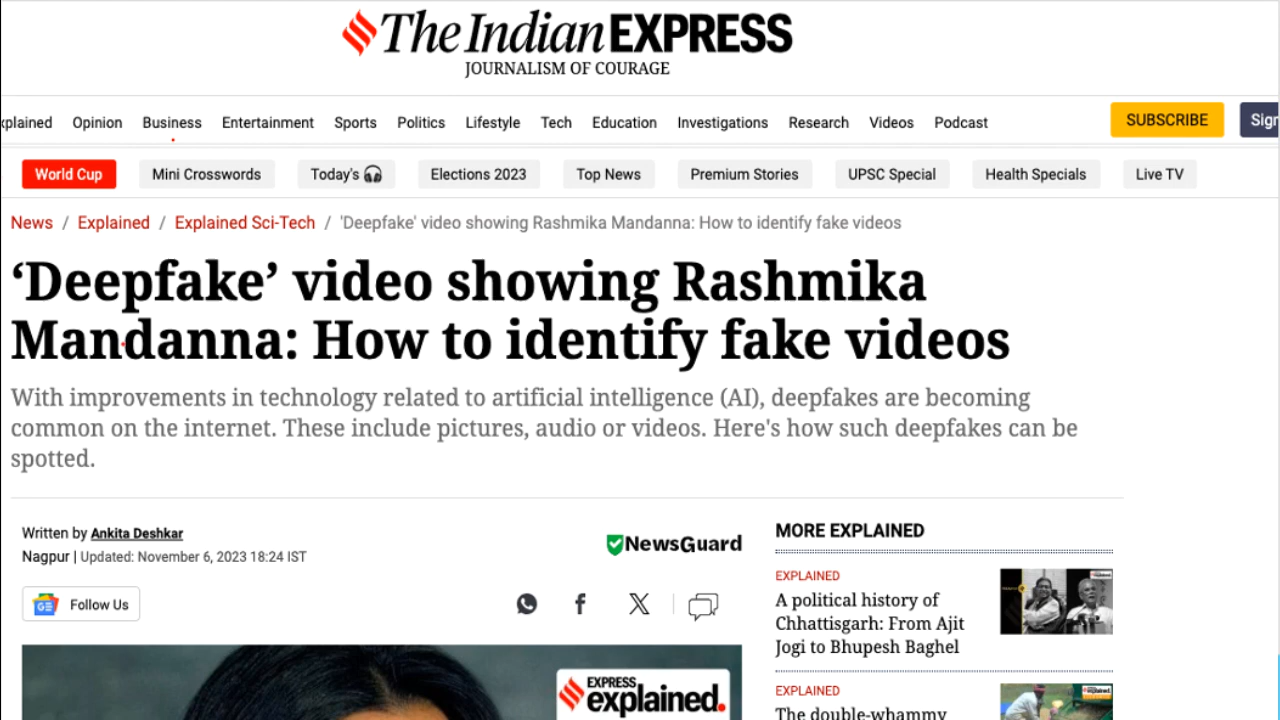 The Indian EXPRESS
JOURNALISM OF COURAGE
xplained Opinion Business Entertainment Sports Politics Lifestyle Tech Education Investigations Research Videos Podcast SUBSCRIBE Sign
World Cup Mini Crosswords Today's Elections 2023 Top News Premium Stories UPSC Special Health Specials Live TV
News / Explained / Explained Sci-Tech / 'Deepfake' video showing Rashmika Mandanna: How to identify fake videos
‘Deepfake’ video showing Rashmika
Mandanna: How to identify fake videos
With improvements in technology related to artificial intelligence (AI), deepfakes are becoming
common on the internet. These include pictures, audio or videos. Here's how such deepfakes can be
spotted.
Written by Ankita Deshkar
Nagpur | Updated: November 6, 2023 18:24 IST
NewsGuard
GE Follow Us
EXPRESS
explained.
MORE EXPLAINED
EXPLAINED
A political history of
Chhattisgarh: From Ajit
Jogi to Bhupesh Baghel
EXPLAINED
The double-whammy